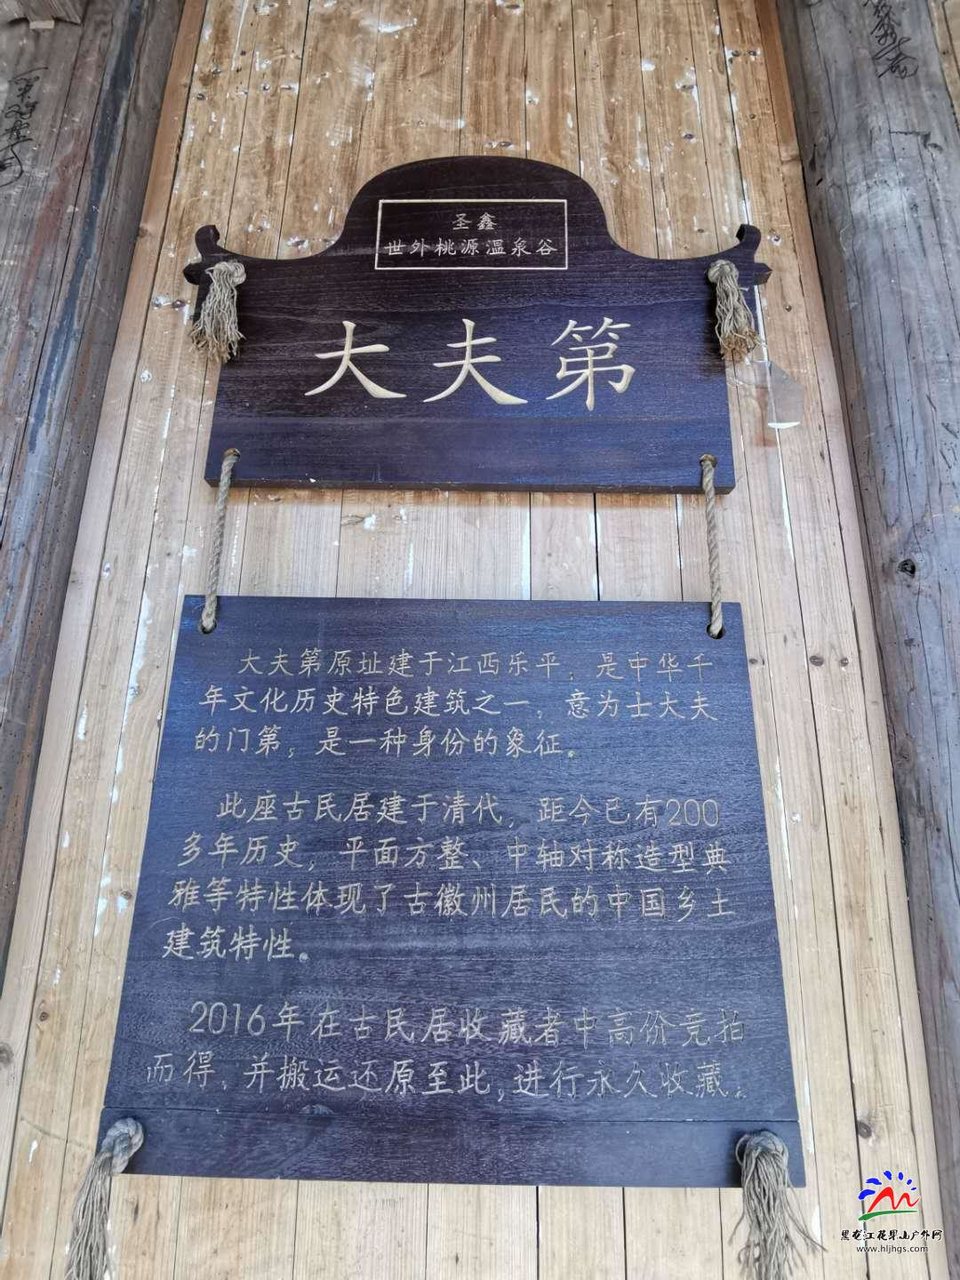 圣鑫
世外桃源温泉谷
大夫第
大夫第原址建于江西乐平，是中华千
年文化历史特色建筑之一，意为士大夫
的门第，是一种身份的象征。
此座古民居建于清代，距今已有200
多年历史，平面方整、中轴对称造型典
雅等特性体现了古徽州居民的中国乡土
建筑特性。
2016年在古民居收藏者中高价竞拍
而得，并搬运还原至此，进行永久收藏。
黑龙江花果山户外网
www.hljhgs.com